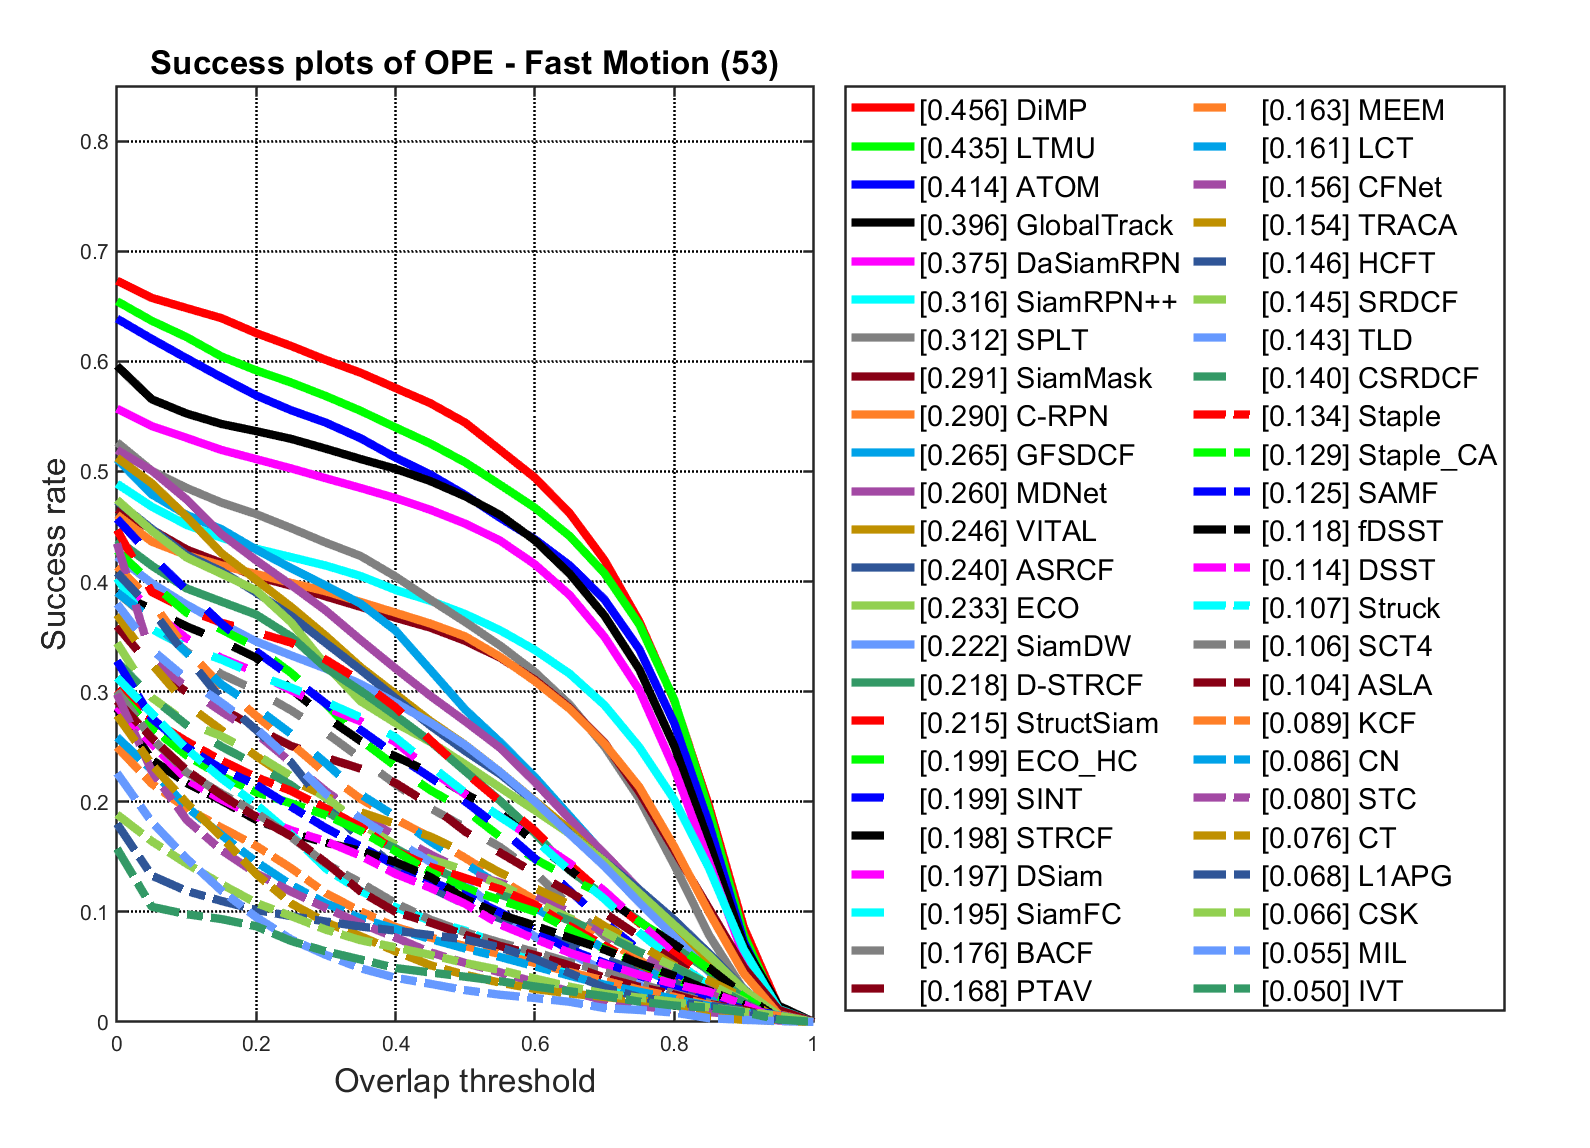 Success plots of OPE - Fast Motion (53)
0.8
0.7
0.6
0.5
0.4
0.3
0.2
0.1
0
0
0.2
0.4
0.6
0.8
1
Success rate
Overlap threshold
[0.456] DiMP
[0.435] LTMU
[0.414] ATOM
[0.396] GlobalTrack
[0.375] DaSiamRPN
[0.316] SiamRPN++
[0.312] SPLT
[0.291] SiamMask
[0.290] C-RPN
[0.265] GFSDCF
[0.260] MDNet
[0.246] VITAL
[0.240] ASRCF
[0.233] ECO
[0.222] SiamDW
[0.218] D-STRCF
[0.215] StructSiam
[0.199] ECO_HC
[0.199] SINT
[0.198] STRCF
[0.197] DSiam
[0.195] SiamFC
[0.176] BACF
[0.168] PTAV
[0.163] MEEM
[0.161] LCT
[0.156] CFNet
[0.154] TRACA
[0.146] HCFT
[0.145] SRDCF
[0.143] TLD
[0.140] CSRDCF
[0.134] Staple
[0.129] Staple_CA
[0.125] SAMF
[0.118] fDSST
[0.114] DSST
[0.107] Struck
[0.106] SCT4
[0.104] ASLA
[0.089] KCF
[0.086] CN
[0.080] STC
[0.076] CT
[0.068] L1APG
[0.066] CSK
[0.055] MIL
[0.050] IVT